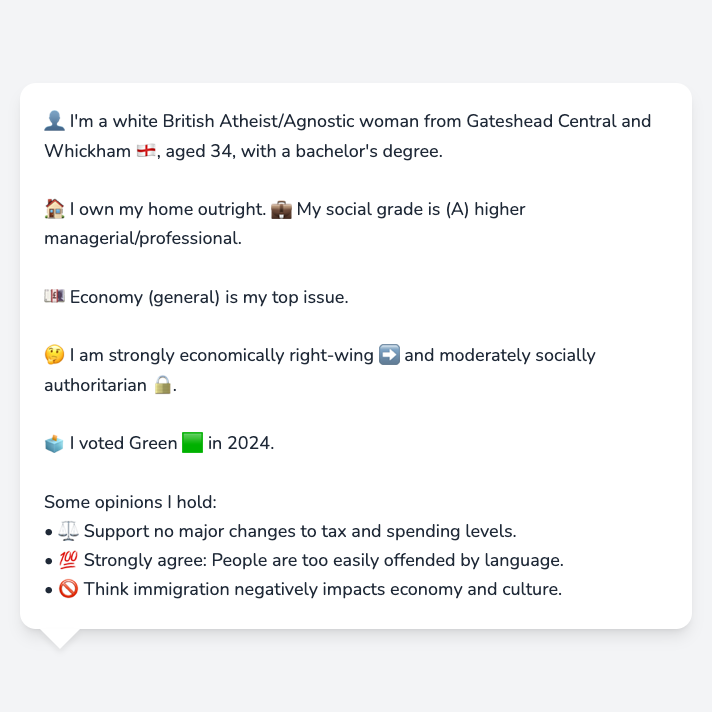 👤 I'm a white British Atheist/Agnostic woman from Gateshead Central and
Whickham 🏴󠁧󠁢󠁥󠁮󠁧󠁿, aged 34, with a bachelor's degree.
🏠 I own my home outright. 💼 My social grade is (A) higher
managerial/professional.
💷 Economy (general) is my top issue.
🤔 I am strongly economically right-wing ➡️ and moderately socially
authoritarian 🔒.
🗳️ I voted Green 🟩 in 2024.
Some opinions I hold:
• ⚖️ Support no major changes to tax and spending levels.
• 💯 Strongly agree: People are too easily offended by language.
• 🚫 Think immigration negatively impacts economy and culture.